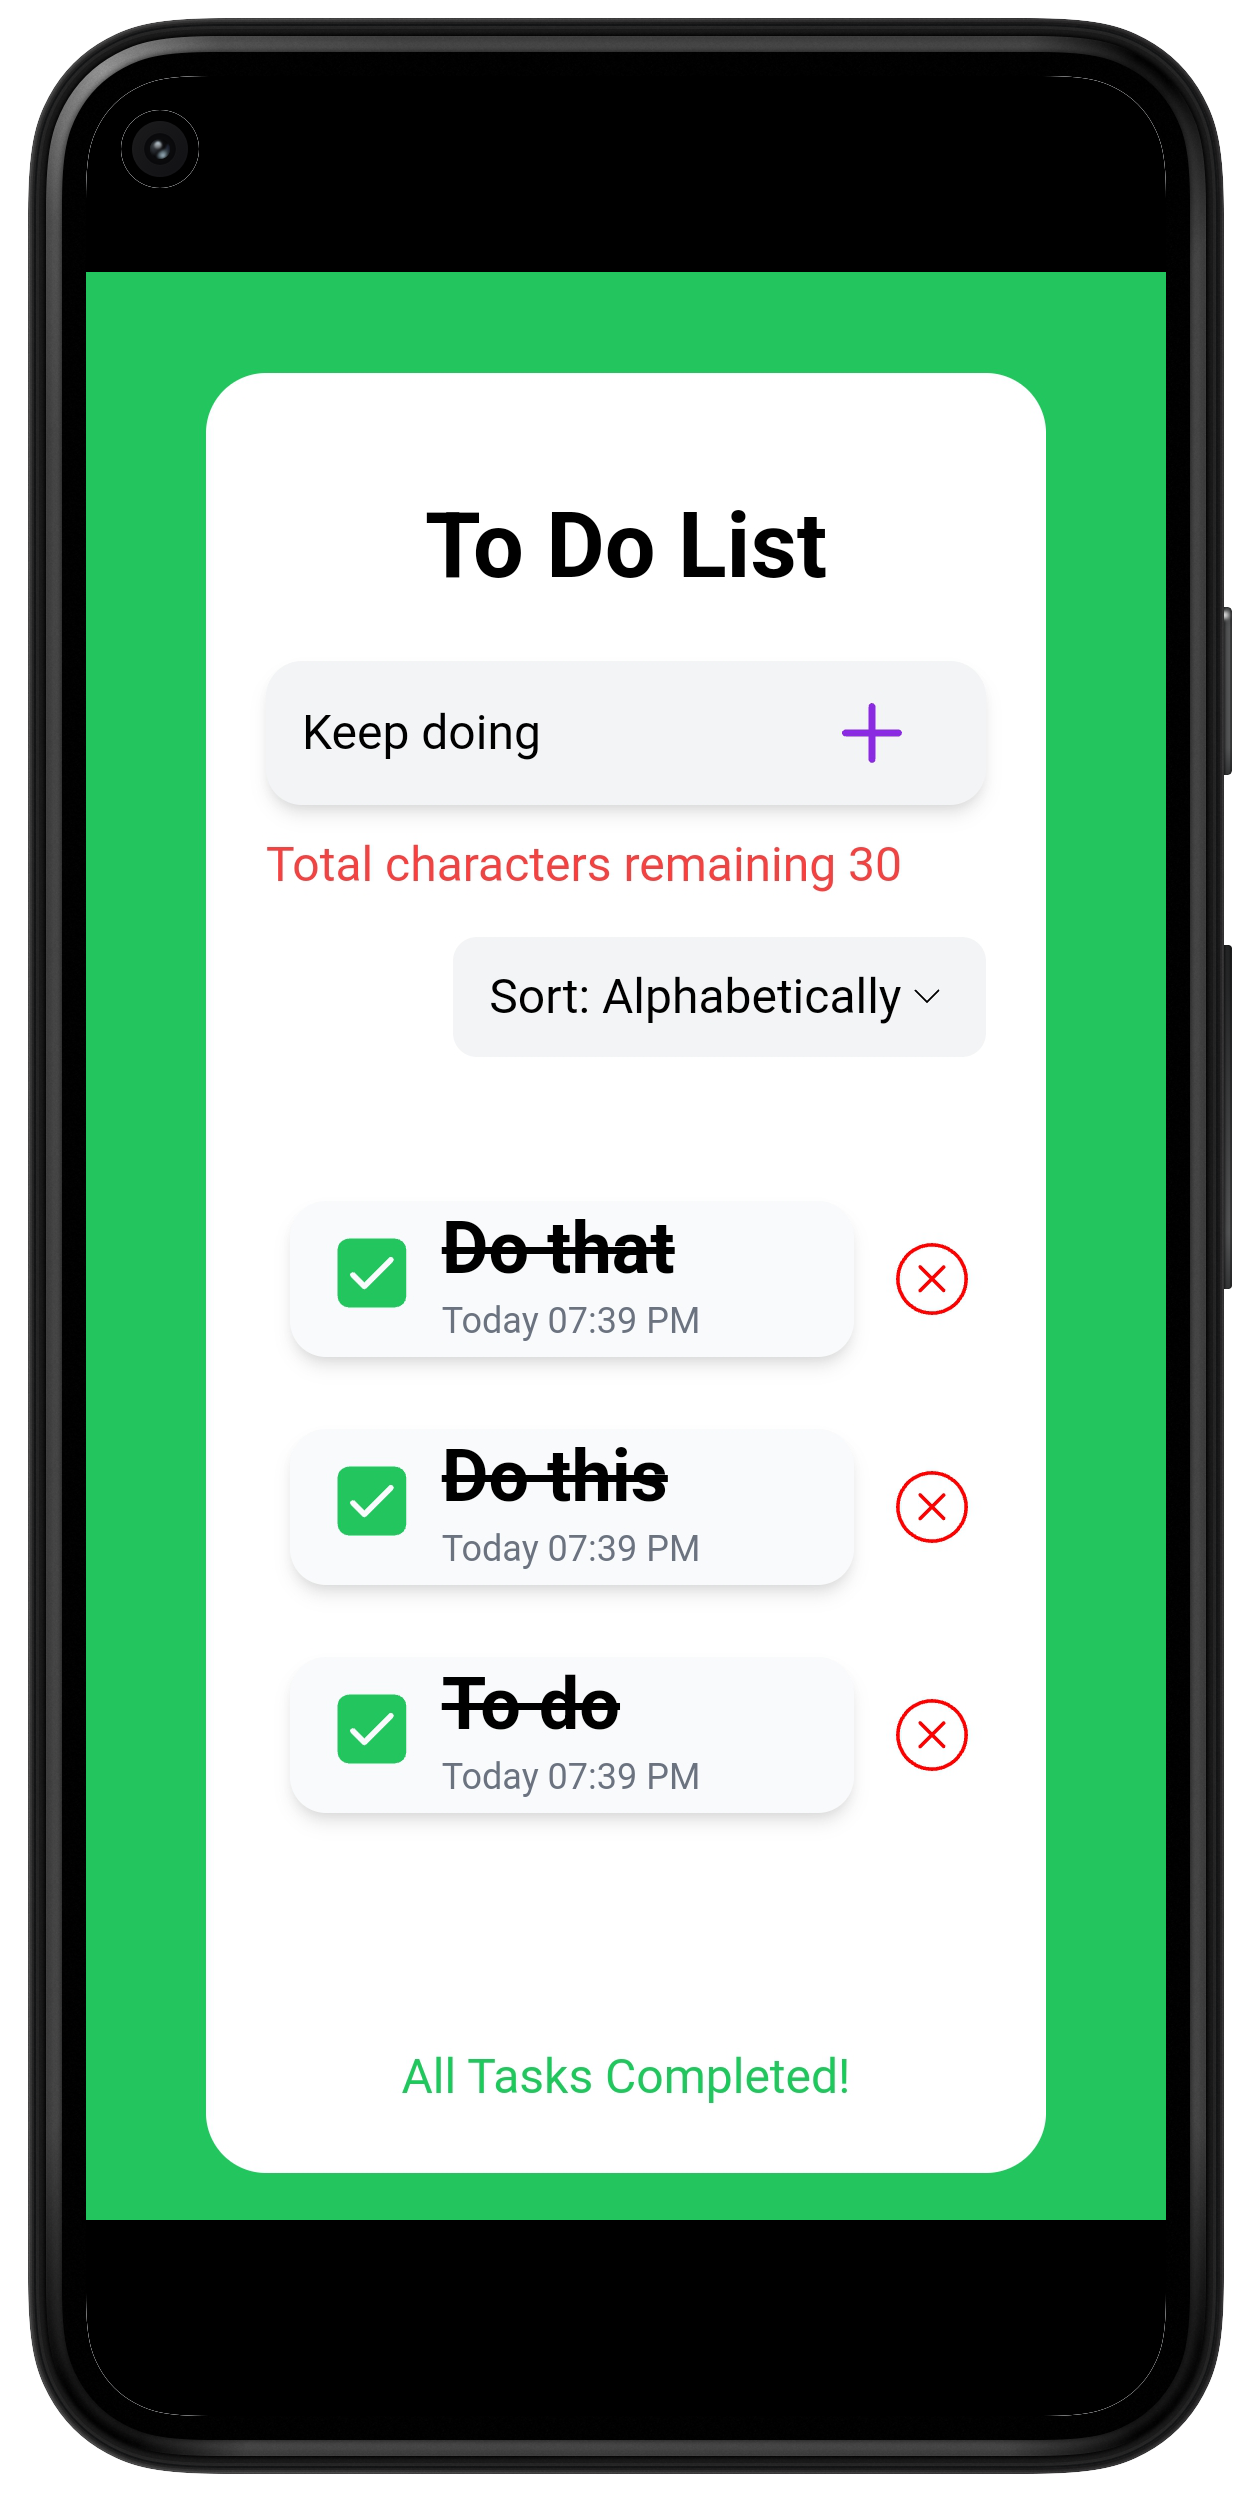 To Do List
Keep doing
Total characters remaining 30
Sort: Alphabetically
Do that
Today 07:39 PM
Do this
Today 07:39 PM
To do
Today 07:39 PM
All Tasks Completed!